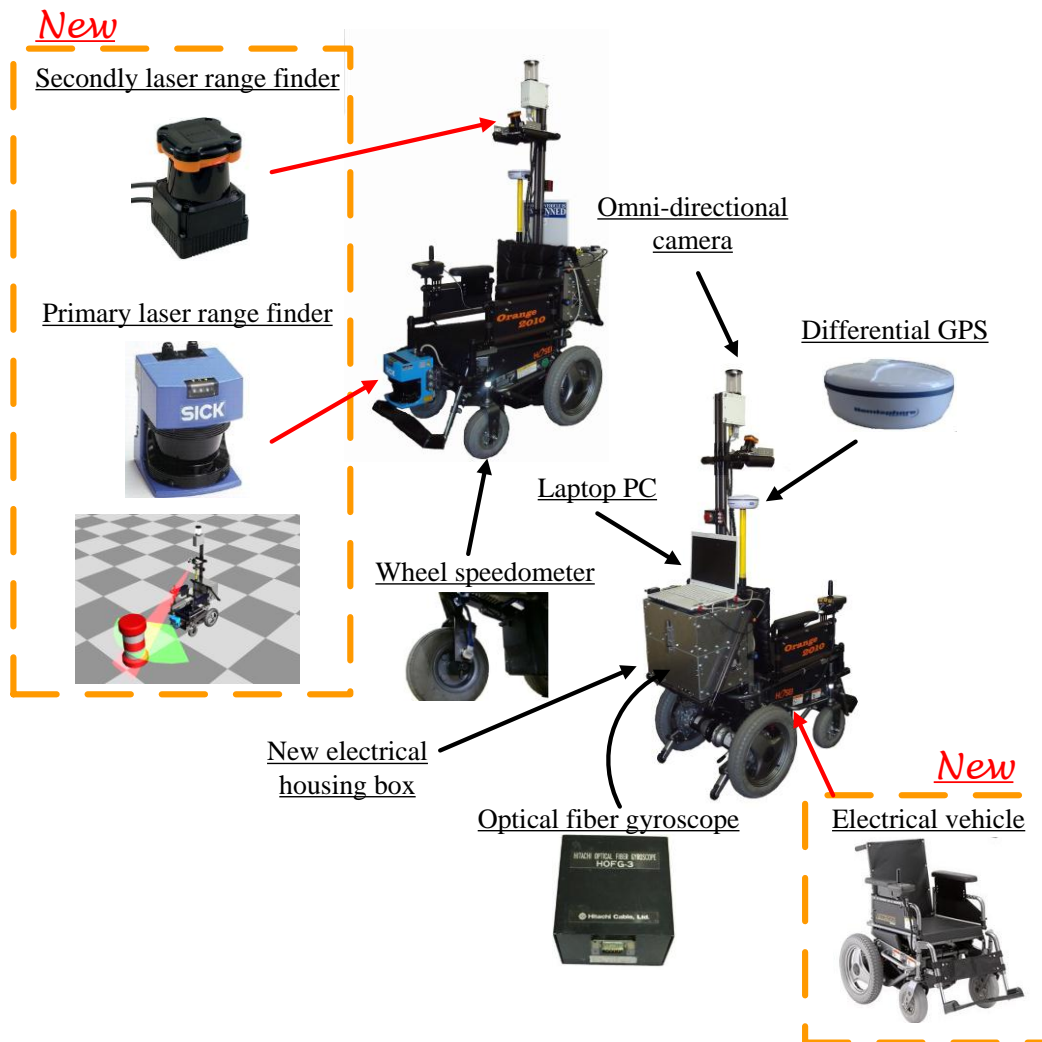 New
Secondly laser range finder
Primary laser range finder
SICK
NNED
Orange
2010
Omni-directional
camera
Differential GPS
Hemisphere
Laptop PC
Wheel speedometer
Orange
2010
New electrical
housing box
Optical fiber gyroscope
HITACHI OPTICAL FIBER GYROSCOPE
HOFG-3
Hitachi Cable, Ltd.
New
Electrical vehicle